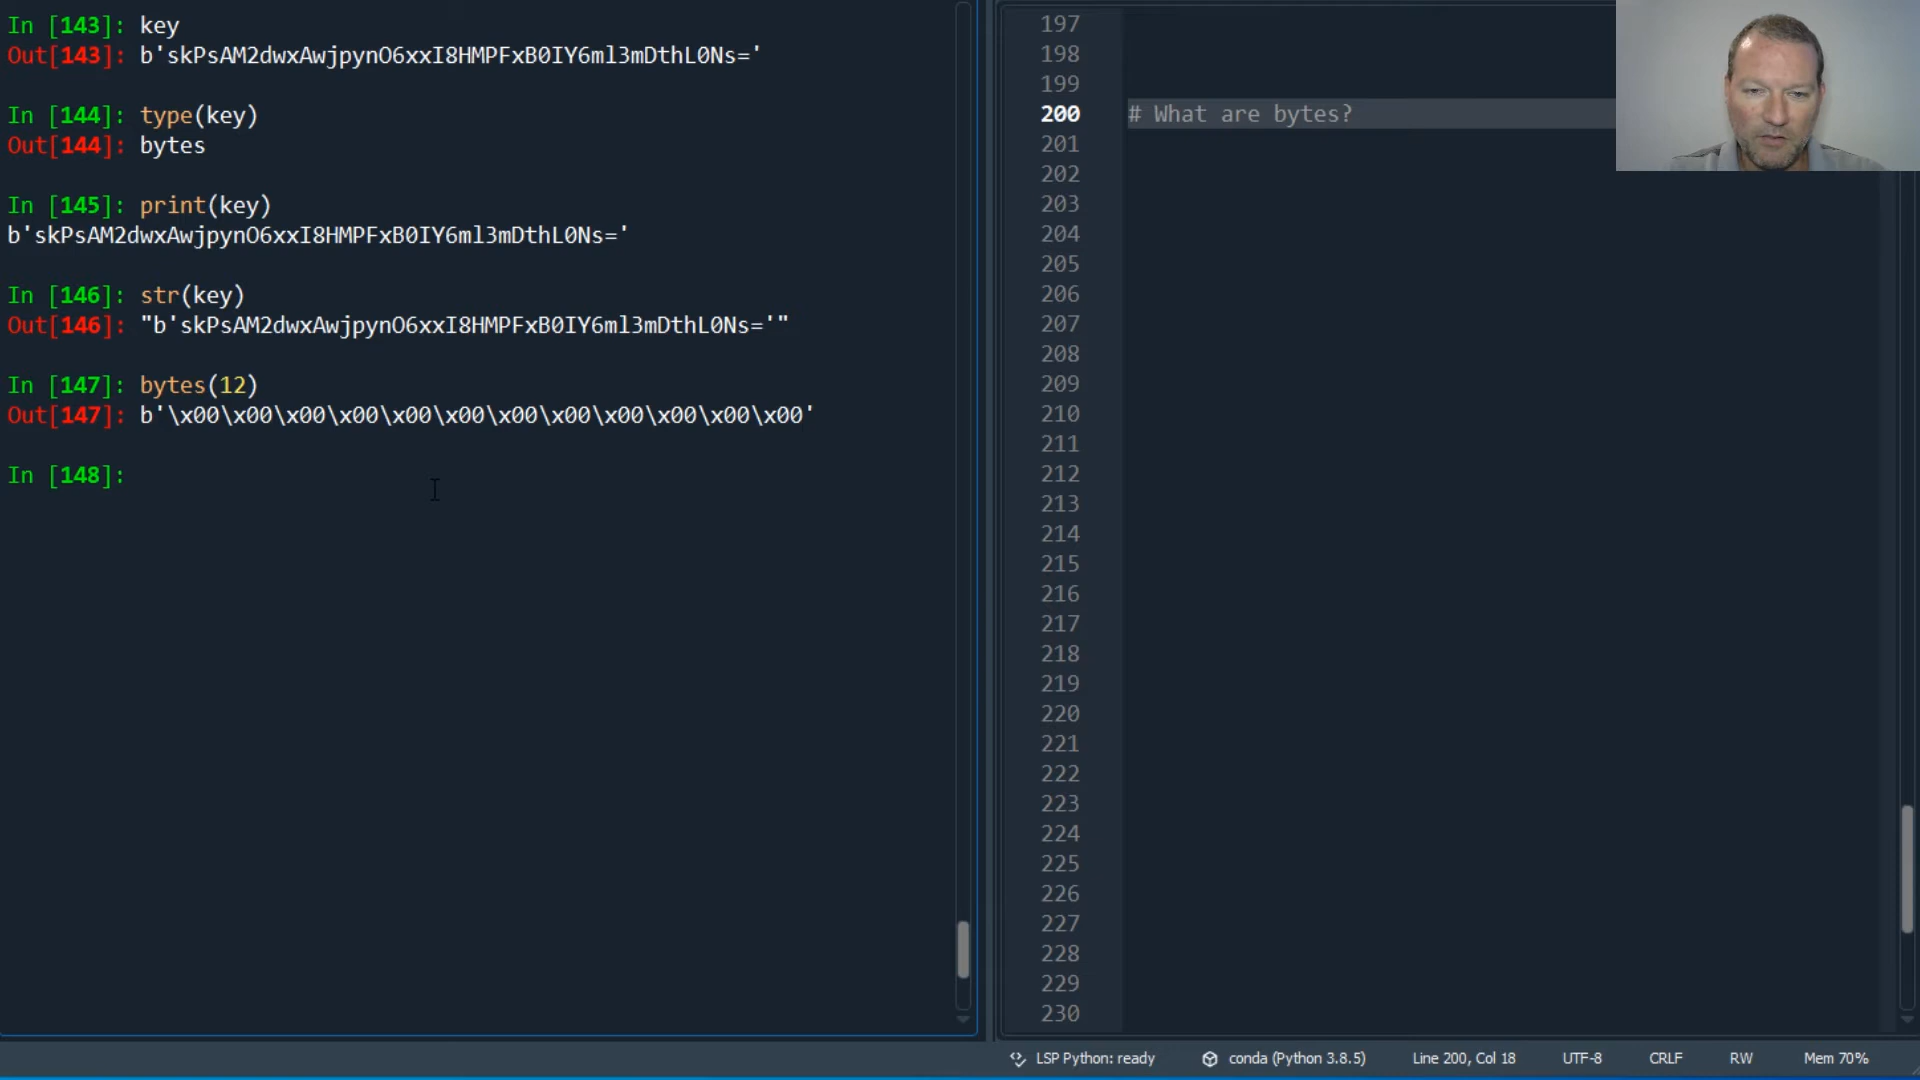 In [143]: key
Out[143]: b'skPsAM2dwxAwjpynO6xxI8HMPFxB0IY6ml3mDthL0Ns='
In [144]: type(key)
Out[144]: bytes
In [145]: print(key)
b'skPsAM2dwxAwjpynO6xxI8HMPFxB0IY6ml3mDthL0Ns='
In [146]: str(key)
Out[146]: "b'skPsAM2dwxAwjpynO6xxI8HMPFxB0IY6ml3mDthL0Ns='"
In [147]: bytes(12)
Out[147]: b'\x00\x00\x00\x00\x00\x00\x00\x00\x00\x00\x00\x00'
In [148]:
197
198
199
200 # What are bytes?
201
202
203
204
205
206
207
208
209
210
211
212
213
214
215
216
217
218
219
220
221
222
223
224
225
226
227
228
229
230
LSP Python: ready conda (Python 3.8.5) Line 200, Col 18 UTF-8 CRLF RW Mem 70%